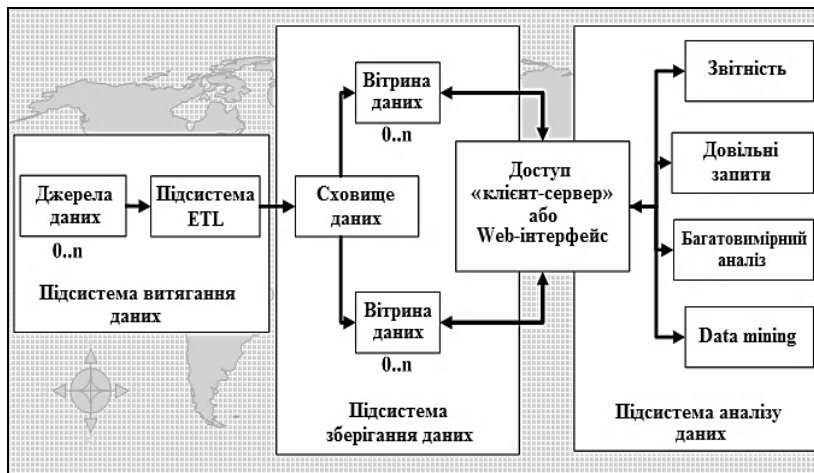 Джерела
даних
0..n
Підсистема
ETL
Підсистема витягання
даних
Вітрина
даних
0..n
Сховище
даних
Вітрина
даних
0..n
Підсистема
зберігання даних
Доступ
«клієнт-сервер»
або
Web-інтерфейс
Звітність
Довільні
запити
Багатовимірний
аналіз
Data mining
Підсистема аналізу
даних